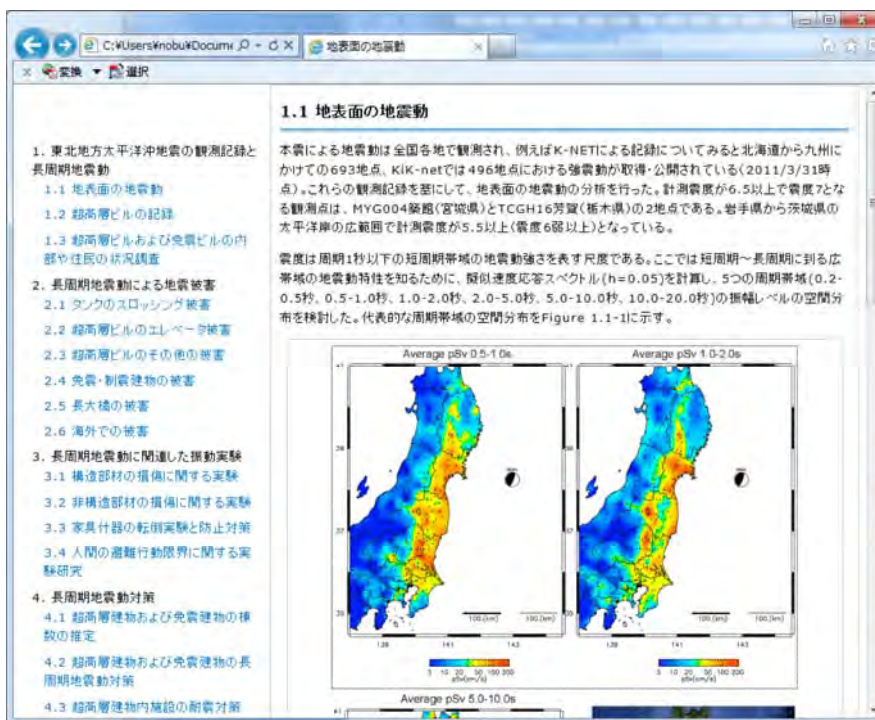 C:¥Users¥nobu¥Docume
地表面の地震動
変換 ▼ 選択
1. 東北地方太平洋沖地震の観測記録と
長周期地震動
1.1 地表面の地震動
1.2 超高層ビルの記録
1.3 超高層ビルおよび免震ビルの内
部や住民の状況調査
2. 長周期地震動による地震被害
2.1 タンクのスロッシング被害
2.2 超高層ビルのエレベータ被害
2.3 超高層ビルのその他の被害
2.4 免震・制震建物の被害
2.5 長大橋の被害
2.6 海外での被害
3. 長周期地震動に関連した振動実験
3.1 構造部材の損傷に関する実験
3.2 非構造部材の損傷に関する実験
3.3 家具什器の転倒実験と防止対策
3.4 人間の避難行動限界に関する実
験研究
4. 長周期地震動対策
4.1 超高層建物および免震建物の棟
数の推定
4.2 超高層建物および免震建物の長
周期地震動対策
4.3 超高層建物内施設の耐震対策
1.1 地表面の地震動
本震による地震動は全国各地で観測され、例えばK-NETによる記録についてみると北海道から九州に
かけての693地点、KiK-netでは496地点における強震動が取得・公開されている(2011/3/31時
点)。これらの観測記録を基にして、地表面の地震動の分析を行った。計測震度が6.5以上で震度7とな
る観測点は、MYG004築館(宮城県)とTCGH16芳賀(栃木県)の2地点である。岩手県から茨城県の
太平洋岸の広範囲で計測震度が5.5以上(震度6弱以上)となっている。
震度は周期1秒以下の短周期帯域の地震動強さを表す尺度である。ここでは短周期～長周期に到る広
帯域の地震動特性を知るために、擬似速度応答スペクトル(h=0.05)を計算し、5つの周期帯域(0.2-
0.5秒、0.5-1.0秒、1.0-2.0秒、2.0-5.0秒、5.0-10.0秒、10.0-20.0秒)の振幅レベルの空間分
布を検討した。代表的な周期帯域の空間分布をFigure 1.1-1に示す。
Average pSv 0.5-1.0s
Average pSv 1.0-2.0s
100.(km) 100.(km)
100.(km) 100.(km)
141 143
141 143
5 10 20 50 100 200
5 10 20 50 100 200
pSv(cm/s)
pSv(cm/s)
Average pSv 5.0-10.0s